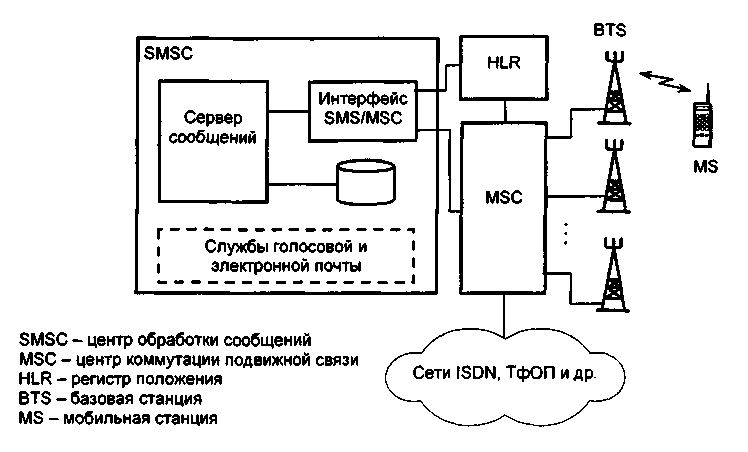 SMSC
Сервер
сообщений
Интерфейс
SMS/MSC
Службы голосовой и
электронной почты
HLR
MSC
BTS
MS
Сети ISDN, ТфОП и др.
SMSC – центр обработки сообщений
MSC – центр коммутации подвижной связи
HLR – регистр положения
BTS – базовая станция
MS – мобильная станция